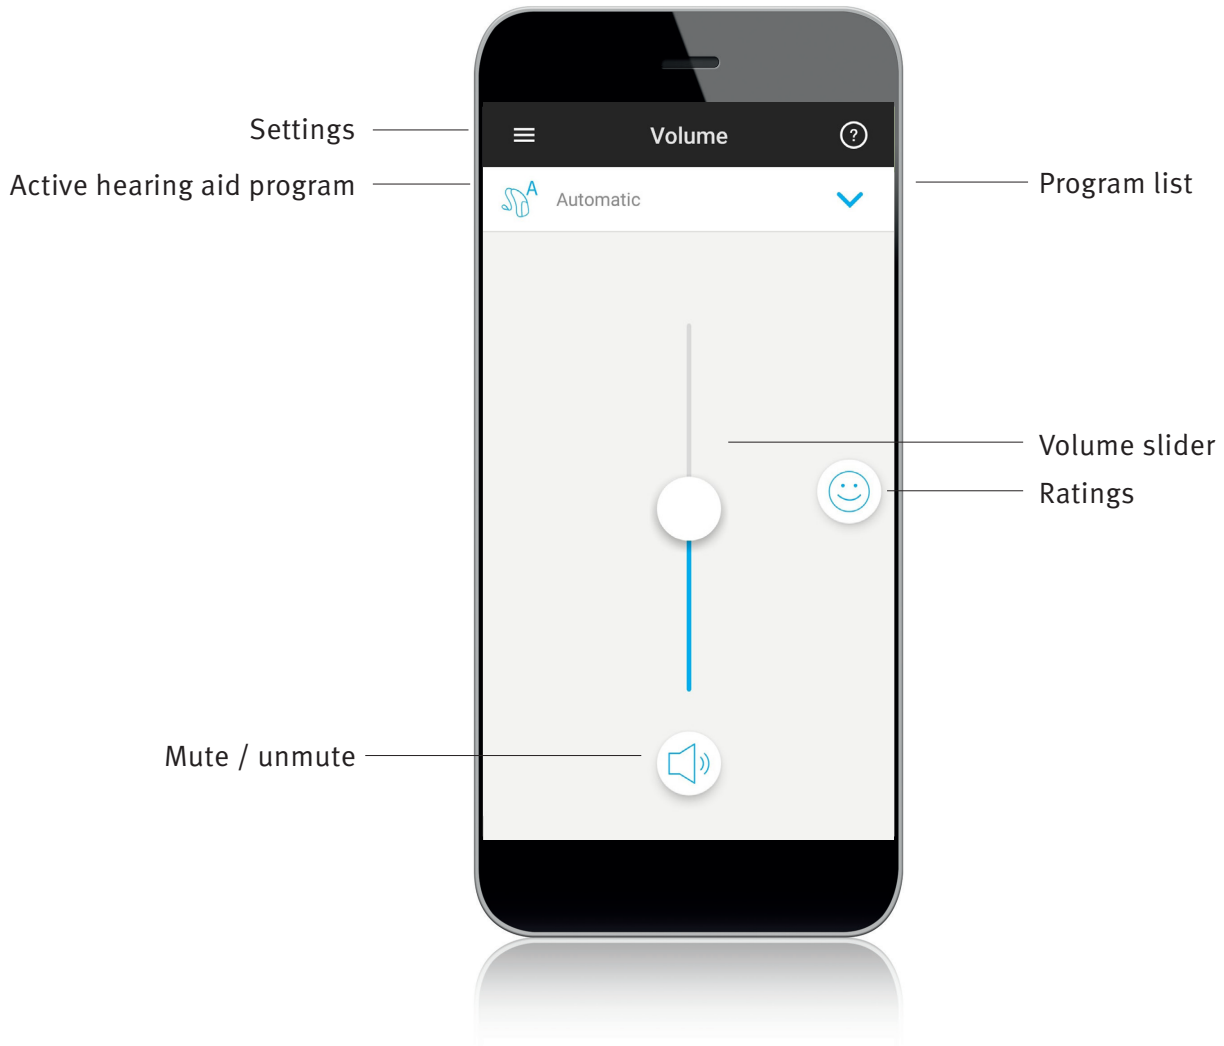 Settings
Volume
?
Active hearing aid program
A
Automatic
Program list
Volume slider
Ratings
Mute / unmute